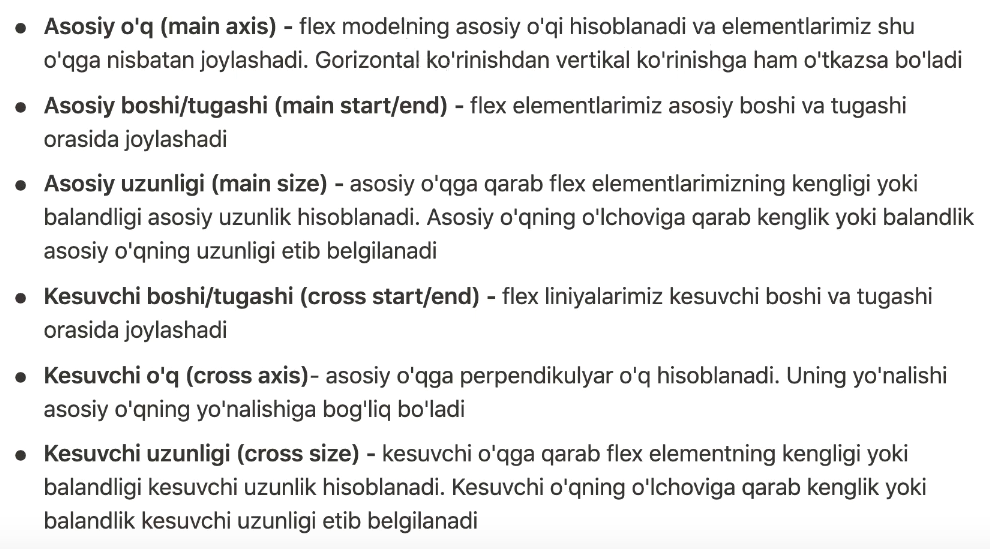 ● Asosiy o'q (main axis) - flex modelning asosiy o'qi hisoblanadi va elementlarimiz shu
o'qga nisbatan joylashadi. Gorizontal ko'rinishdan vertikal ko'rinishga ham o'tkazsa bo'ladi
● Asosiy boshi/tugashi (main start/end) - flex elementlarimiz asosiy boshi va tugashi
orasida joylashadi
● Asosiy uzunligi (main size) - asosiy o'qga qarab flex elementlarimizning kengligi yoki
balandligi asosiy uzunlik hisoblanadi. Asosiy o'qning o'lchoviga qarab kenglik yoki balandlik
asosiy o'qning uzunligi etib belgilanadi
● Kesuvchi boshi/tugashi (cross start/end) - flex liniyalarimiz kesuvchi boshi va tugashi
orasida joylashadi
● Kesuvchi o'q (cross axis)- asosiy o'qga perpendikulyar o'q hisoblanadi. Uning yo'nalishi
asosiy o'qning yo'nalishiga bog'liq bo'ladi
● Kesuvchi uzunligi (cross size) - kesuvchi o'qga qarab flex elementning kengligi yoki
balandligi kesuvchi uzunlik hisoblanadi. Kesuvchi o'qning o'lchoviga qarab kenglik yoki
balandlik kesuvchi uzunligi etib belgilanadi